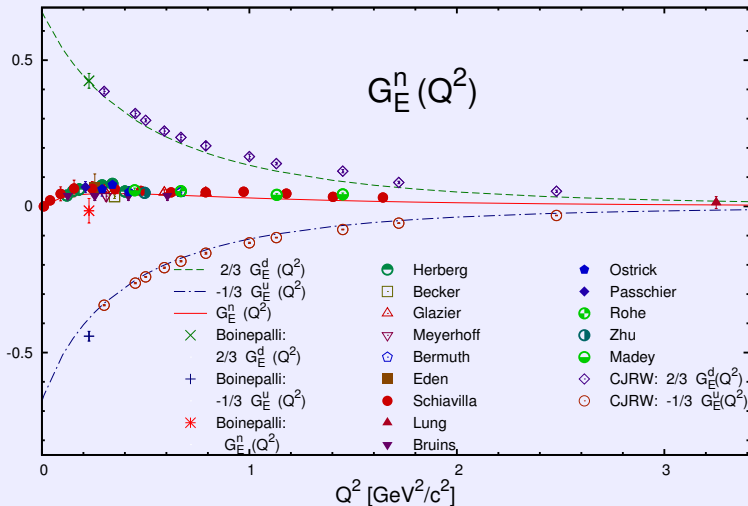 0.5
G_E^n (Q^2)
0
-0.5
2/3 G_E^d (Q^2)
-1/3 G_E^u (Q^2)
G_E^n (Q^2)
Boinepalli:
2/3 G_E^d (Q^2)
Boinepalli:
-1/3 G_E^u (Q^2)
Boinepalli:
G_E^n (Q^2)
Herberg
Becker
Glazier
Meyerhoff
Bermuth
Eden
Schiavilla
Lung
Bruins
Ostrick
Passchier
Rohe
Zhu
Madey
CJRW: 2/3 G_E^d(Q^2)
CJRW: -1/3 G_E^u(Q^2)
0 1 2 3
Q^2 [GeV^2/c^2]